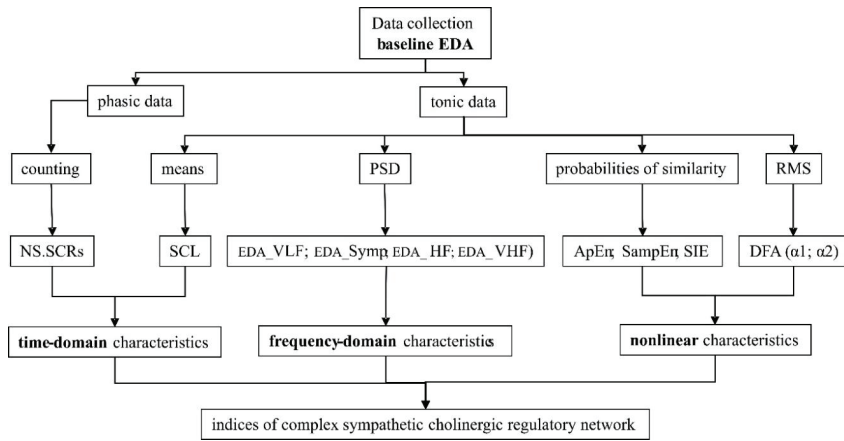 Data collection
baseline EDA
phasic data
tonic data
counting
means
PSD
probabilities of similarity
RMS
NS.SCRs
SCL
EDA_VLF; EDA_Symp; EDA_HF; EDA_VHF)
ApEn; SampEn; SIE
DFA (α1; α2)
time-domain characteristics
frequency-domain characteristics
nonlinear characteristics
indices of complex sympathetic cholinergic regulatory network